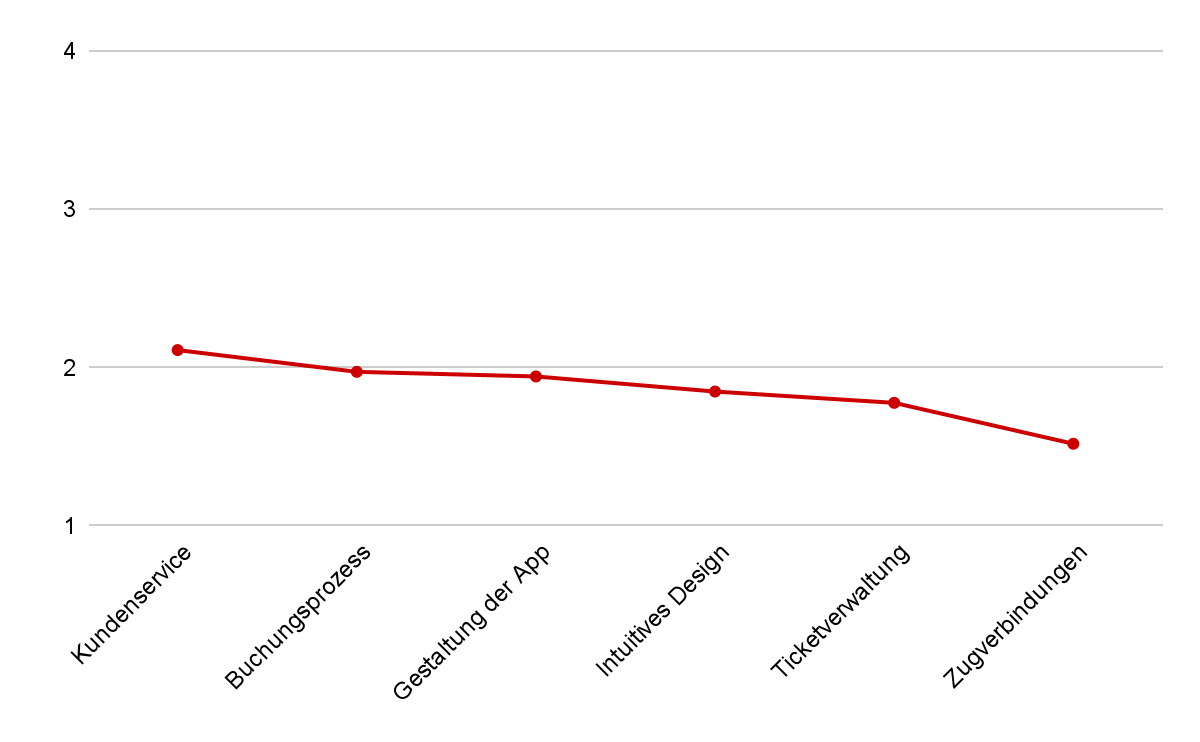 4
3
2
1
Kundenservice
Buchungsprozess
Gestaltung der App
Intuitives Design
Ticketverwaltung
Zugverbindungen